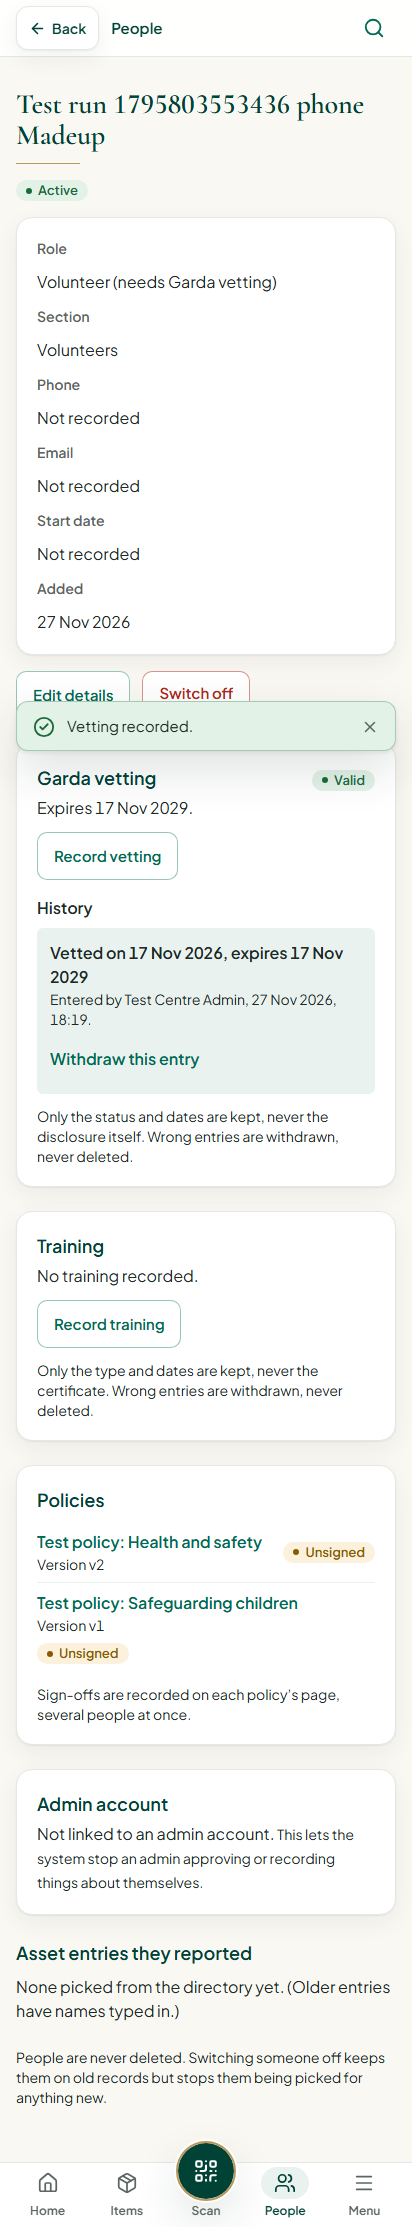 Back
People
Test run 1795803553436 phone
Madeup
Active
Role
Volunteer (needs Garda vetting)
Section
Volunteers
Phone
Not recorded
Email
Not recorded
Start date
Not recorded
Added
27 Nov 2026
Edit details
Switch off
Vetting recorded.
Garda vetting
Valid
Expires 17 Nov 2029.
Record vetting
History
Vetted on 17 Nov 2026, expires 17 Nov
2029
Entered by Test Centre Admin, 27 Nov 2026,
18:19.
Withdraw this entry
Only the status and dates are kept, never the
disclosure itself. Wrong entries are withdrawn,
never deleted.
Training
No training recorded.
Record training
Only the type and dates are kept, never the
certificate. Wrong entries are withdrawn, never
deleted.
Policies
Test policy: Health and safety
Version v2
Unsigned
Test policy: Safeguarding children
Version v1
Unsigned
Sign-offs are recorded on each policy's page,
several people at once.
Admin account
Not linked to an admin account. This lets the
system stop an admin approving or recording
things about themselves.
Asset entries they reported
None picked from the directory yet. (Older entries
have names typed in.)
People are never deleted. Switching someone off keeps
them on old records but stops them being picked for
anything new.
Home
Items
Scan
People
Menu